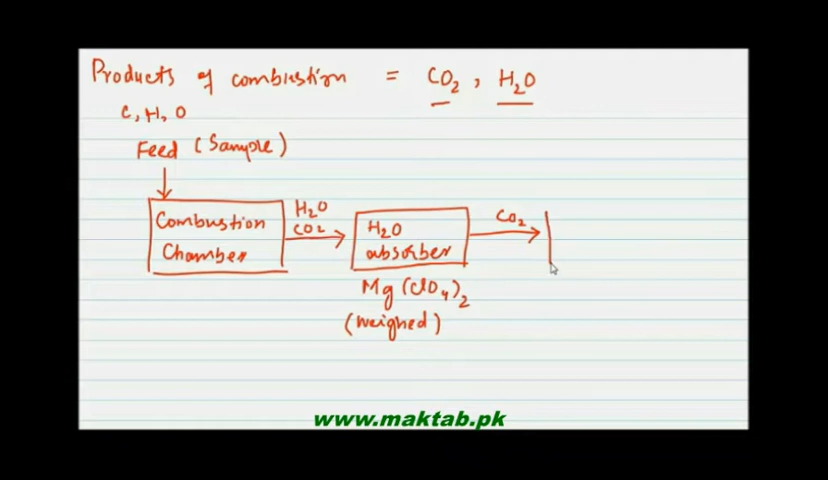 Products of combustion = CO2, H2O
C, H, O
Feed (Sample)
Combustion Chamber
H2O
CO2
H2O absorber
CO2
Mg(ClO4)2
(weighed)
www.maktab.pk